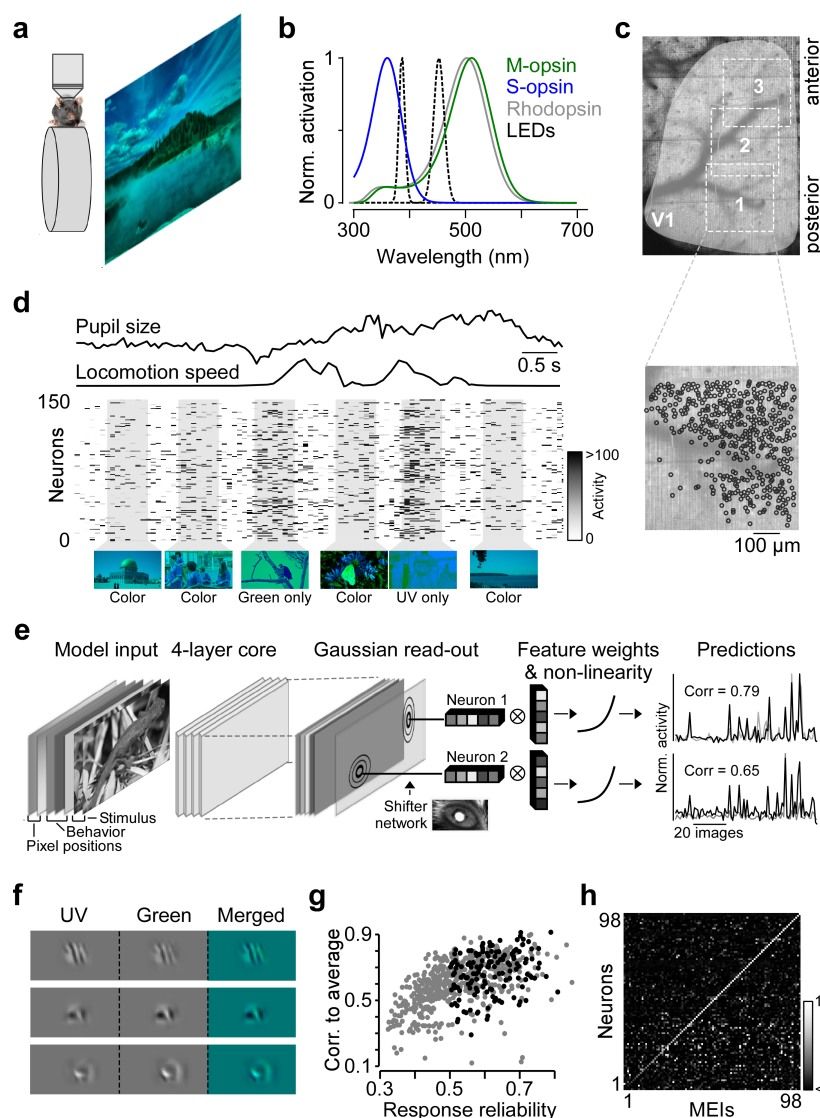 a
b
1
0
Norm. activation
M-opsin
S-opsin
Rhodopsin
LEDs
300
500
700
Wavelength (nm)
c
3
2
1
V1
anterior
posterior
100 µm
d
Pupil size
0.5 s
Locomotion speed
150
Neurons
0
>100
Activity
0
Color
Color
Green only
Color
UV only
Color
e
Model input
4-layer core
Gaussian read-out
Feature weights
& non-linearity
Predictions
Neuron 1
Neuron 2
Shifter
network
Stimulus
Behavior
Pixel positions
Norm. activity
Corr = 0.79
Corr = 0.65
20 images
f
UV
Green
Merged
g
0.9
0.5
0.1
Corr. to average
0.3
0.5
0.7
Response reliability
h
98
Neurons
1
1
98
MEIs
1
<